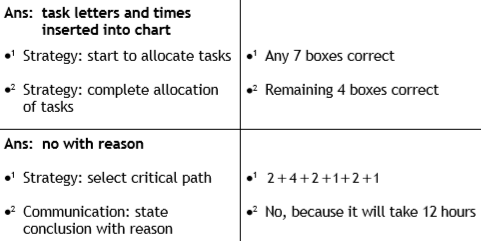 Ans: task letters and times
inserted into chart
●¹ Strategy: start to allocate tasks
●¹ Any 7 boxes correct
●² Strategy: complete allocation
of tasks
●² Remaining 4 boxes correct
Ans: no with reason
●¹ Strategy: select critical path
●¹ 2+4+2+1+2+1
●² Communication: state
conclusion with reason
●² No, because it will take 12 hours